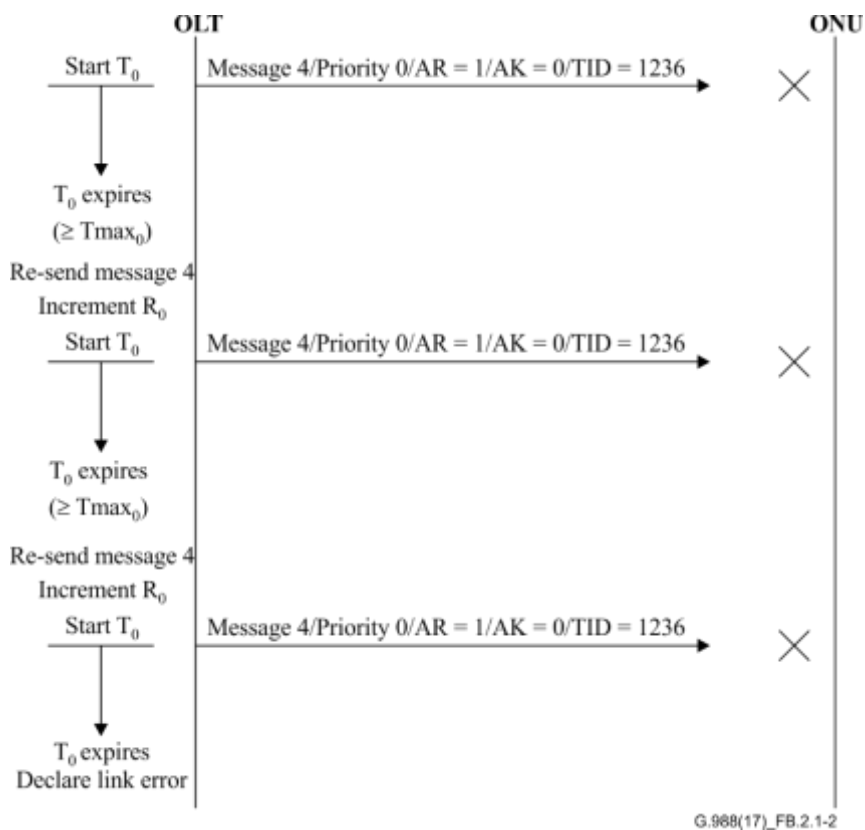 OLT ONU
Start T0 Message 4/Priority 0/AR = 1/AK = 0/TID = 1236
T0 expires
(≥ Tmax0)
Re-send message 4
Increment R0
Start T0 Message 4/Priority 0/AR = 1/AK = 0/TID = 1236
T0 expires
(≥ Tmax0)
Re-send message 4
Increment R0
Start T0 Message 4/Priority 0/AR = 1/AK = 0/TID = 1236
T0 expires
Declare link error
G.988(17)_FB.2.1-2